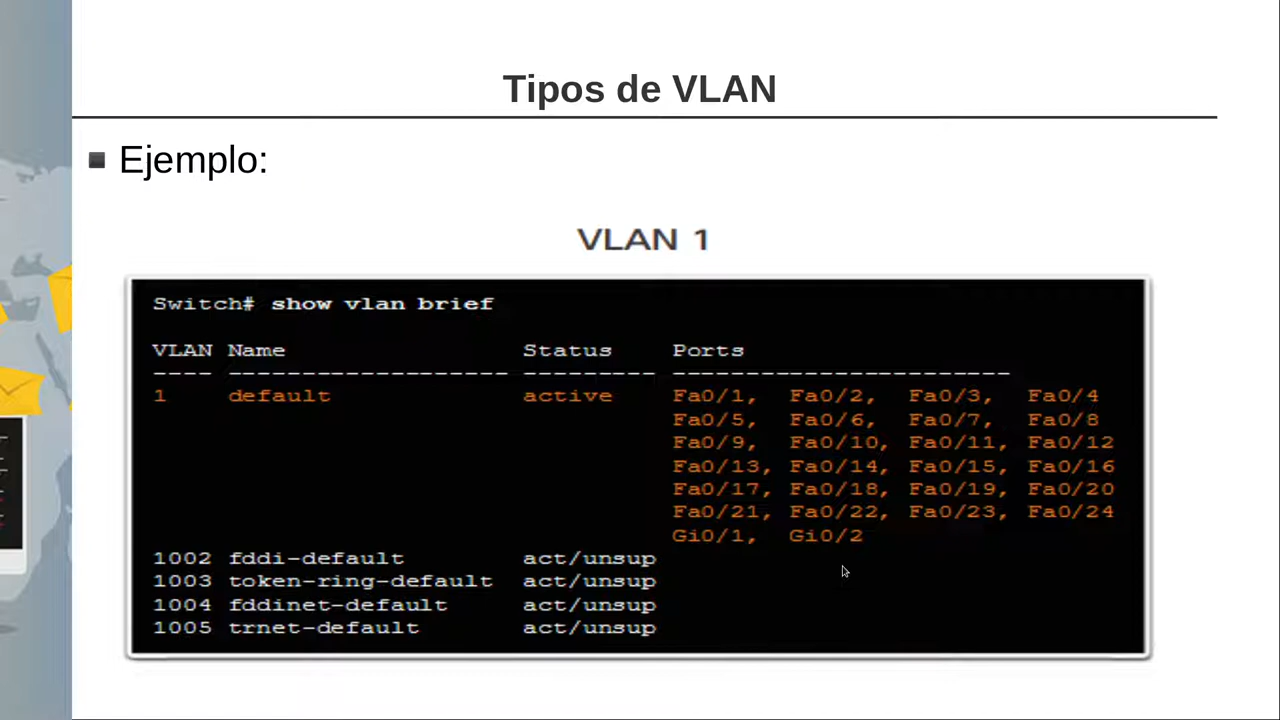 Tipos de VLAN
Ejemplo:
VLAN 1
Switch# show vlan brief
VLAN Name Status Ports
---- ------------------- --------- -----------------------
1 default active Fa0/1, Fa0/2, Fa0/3, Fa0/4
Fa0/5, Fa0/6, Fa0/7, Fa0/8
Fa0/9, Fa0/10, Fa0/11, Fa0/12
Fa0/13, Fa0/14, Fa0/15, Fa0/16
Fa0/17, Fa0/18, Fa0/19, Fa0/20
Fa0/21, Fa0/22, Fa0/23, Fa0/24
Gi0/1, Gi0/2
1002 fddi-default act/unsup
1003 token-ring-default act/unsup
1004 fddinet-default act/unsup
1005 trnet-default act/unsup